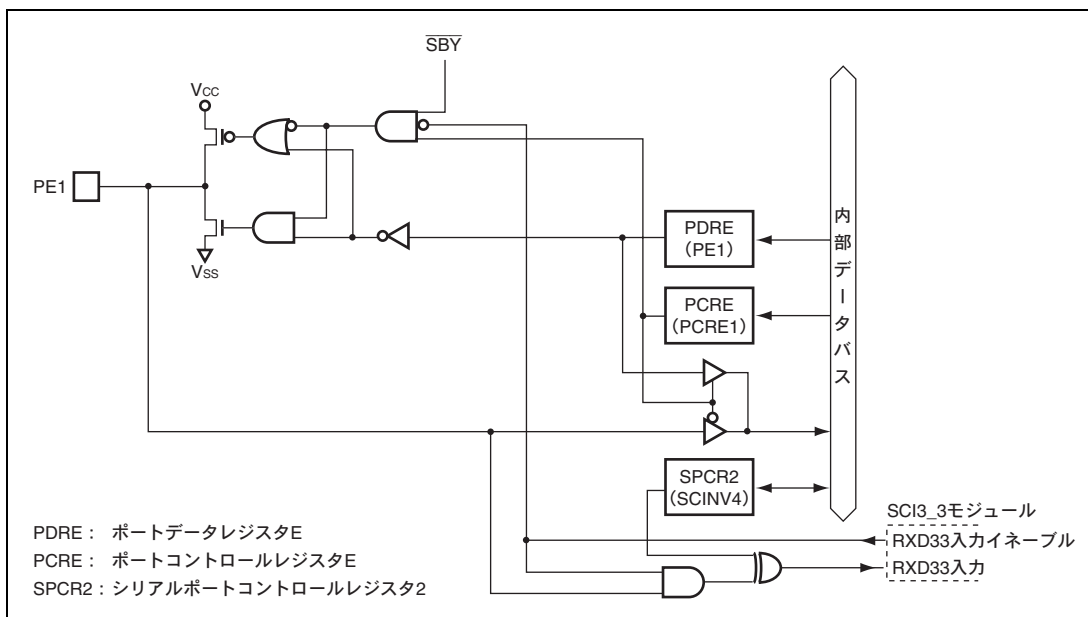 SBY
VCC
PE1
VSS
PDRE
(PE1)
PCRE
(PCRE1)
内部データバス
SPCR2
(SCINV4)
SCI3_3モジュール
RXD33入力イネーブル
RXD33入力
PDRE： ポートデータレジスタE
PCRE： ポートコントロールレジスタE
SPCR2：シリアルポートコントロールレジスタ2